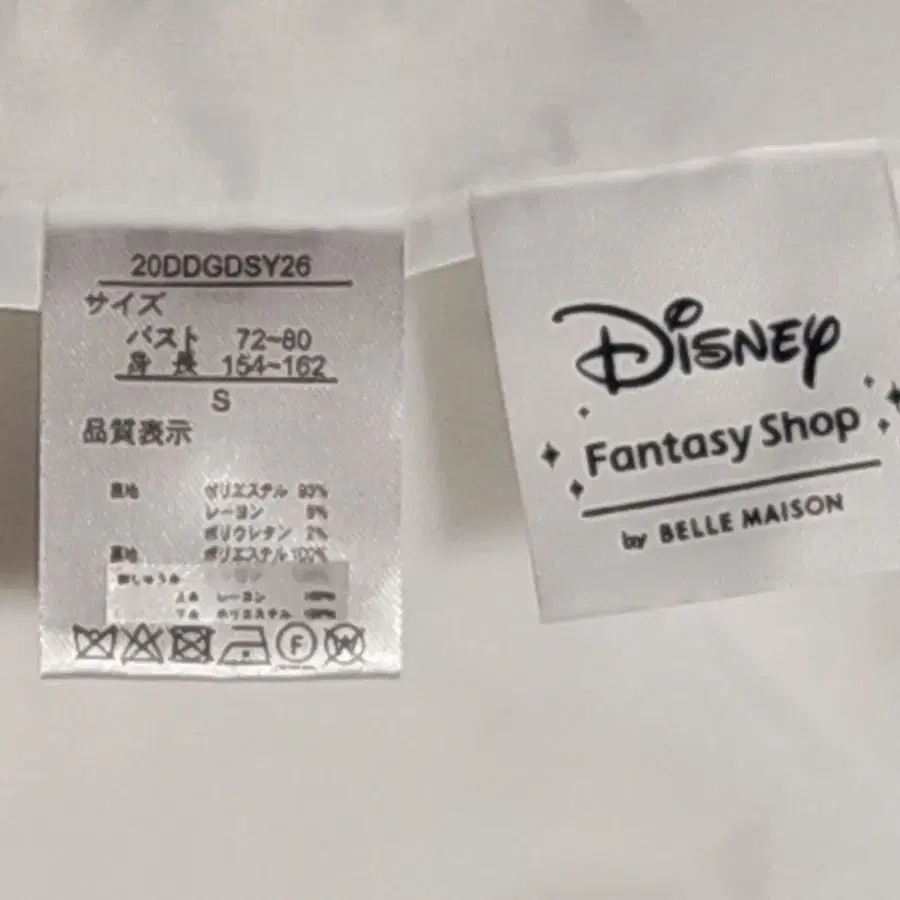 20DDGDSY26
サイズ
バスト 72~80
身長 154~162
S
品質表示
ポリエステル 93%
レーヨン 5%
ポリウレタン 2%
裏地 ポリエステル 100%
レーヨン 100%
ポリエステル 100%
F
W
Disney
Fantasy Shop
by BELLE MAISON